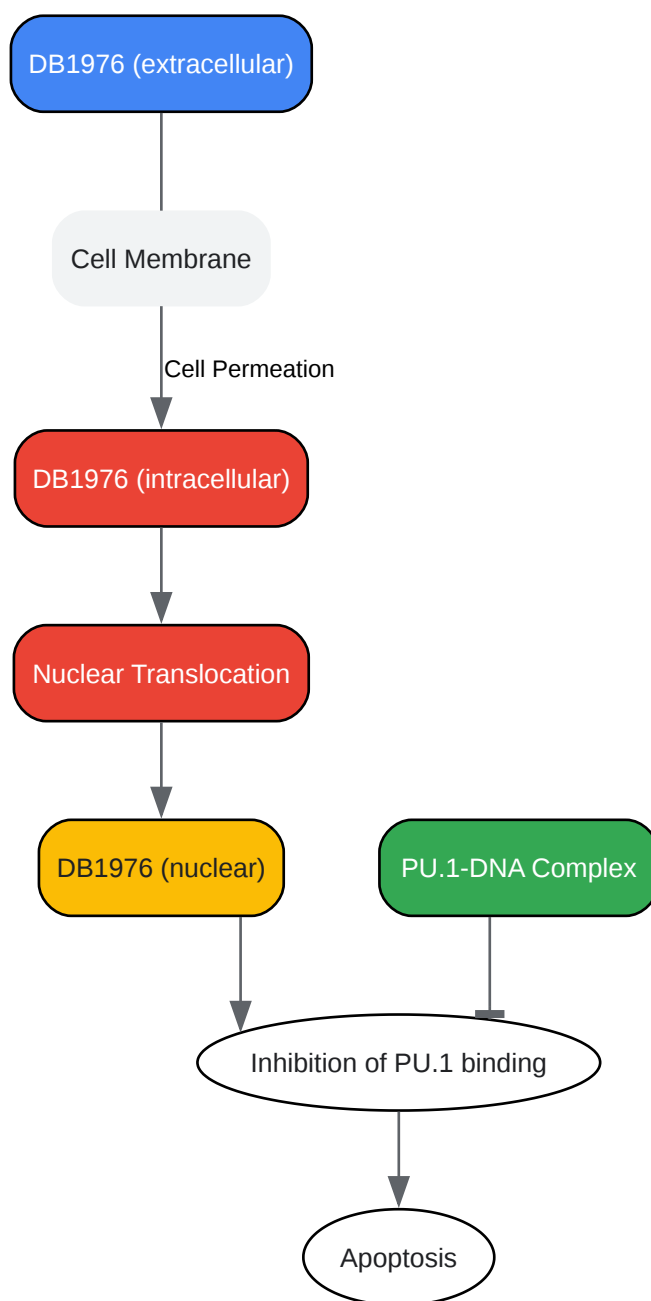 DB1976 (extracellular)
Cell Membrane
Cell Permeation
DB1976 (intracellular)
Nuclear Translocation
DB1976 (nuclear)
PU.1-DNA Complex
Inhibition of PU.1 binding
Apoptosis